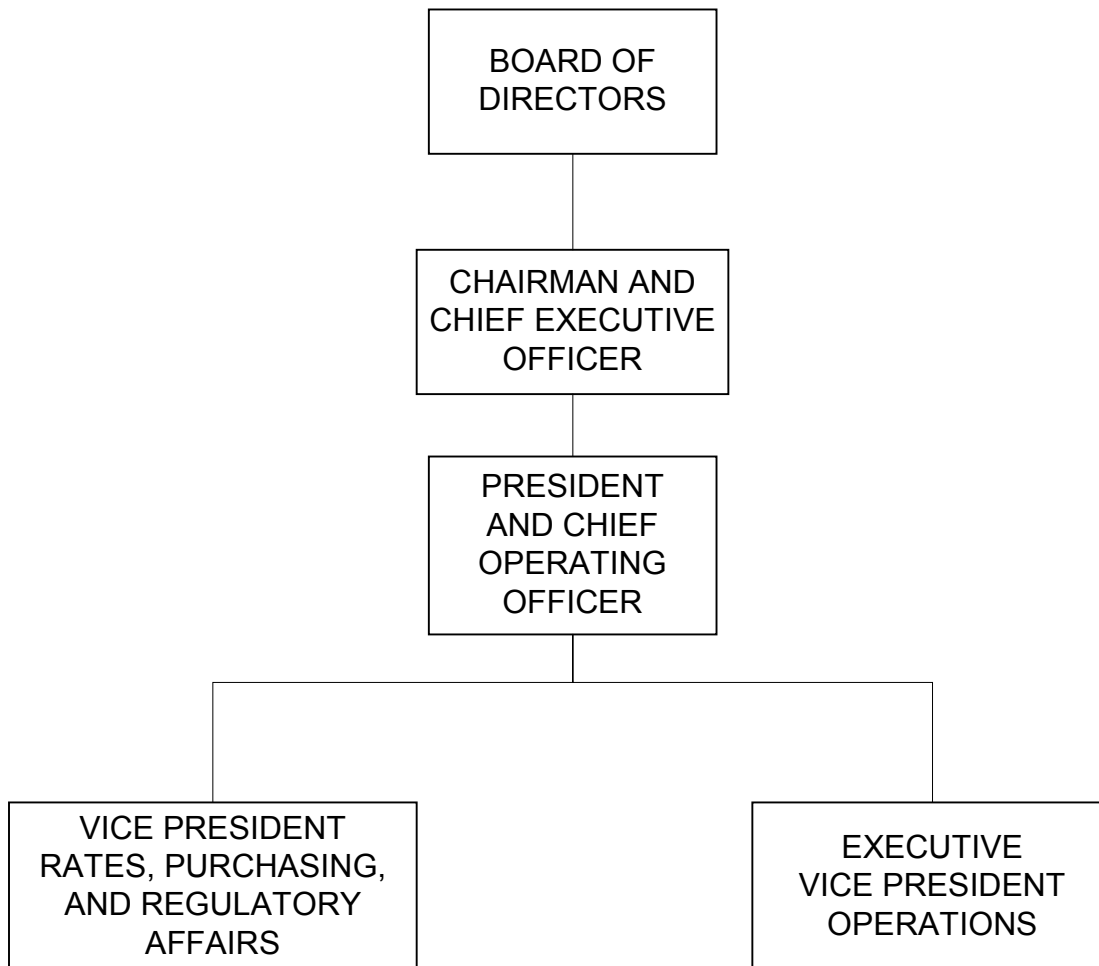 BOARD OF
DIRECTORS
CHAIRMAN AND
CHIEF EXECUTIVE
OFFICER
PRESIDENT
AND CHIEF
OPERATING
OFFICER
VICE PRESIDENT
RATES, PURCHASING,
AND REGULATORY
AFFAIRS
EXECUTIVE
VICE PRESIDENT
OPERATIONS